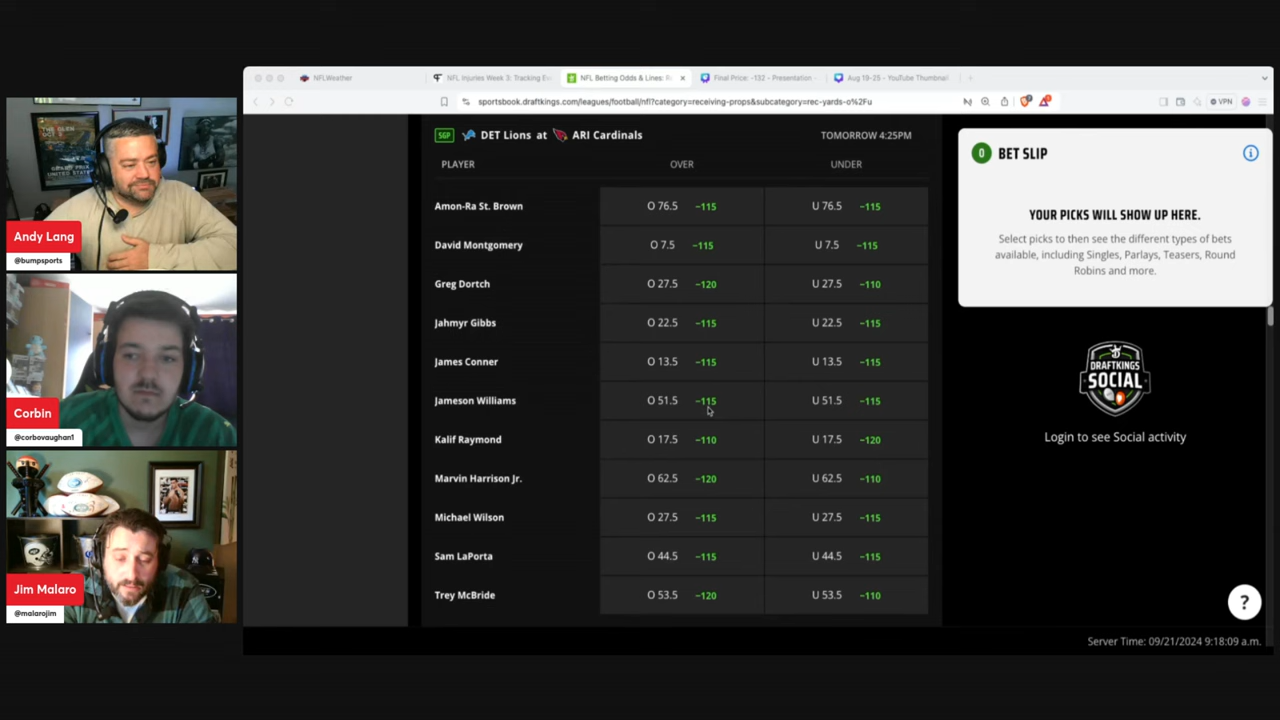 THE GLEN
GRAND PRIX
UNITED STATES
Andy Lang
@bumpsports
Corbin
@corbovaughan1
Jim Malaro
@malarojim
NFLWeather
NFL Injuries Week 3: Tracking Ex
NFL Betting Odds & Lines: R
Final Price: -132 - Presentation
Aug 19-25 - YouTube Thumbnail
sportsbook.draftkings.com/leagues/football/nfl?category=receiving-props&subcategory=rec-yards-o%2Fu
VPN
SGP DET Lions at ARI Cardinals TOMORROW 4:25PM
PLAYER OVER UNDER
Amon-Ra St. Brown O 76.5 −115 U 76.5 −115
David Montgomery O 7.5 −115 U 7.5 −115
Greg Dortch O 27.5 −120 U 27.5 −110
Jahmyr Gibbs O 22.5 −115 U 22.5 −115
James Conner O 13.5 −115 U 13.5 −115
Jameson Williams O 51.5 −115 U 51.5 −115
Kalif Raymond O 17.5 −110 U 17.5 −120
Marvin Harrison Jr. O 62.5 −120 U 62.5 −110
Michael Wilson O 27.5 −115 U 27.5 −115
Sam LaPorta O 44.5 −115 U 44.5 −115
Trey McBride O 53.5 −120 U 53.5 −110
0 BET SLIP
YOUR PICKS WILL SHOW UP HERE.
Select picks to then see the different types of bets
available, including Singles, Parlays, Teasers, Round
Robins and more.
DRAFTKINGS
SOCIAL
Login to see Social activity
?
Server Time: 09/21/2024 9:18:09 a.m.